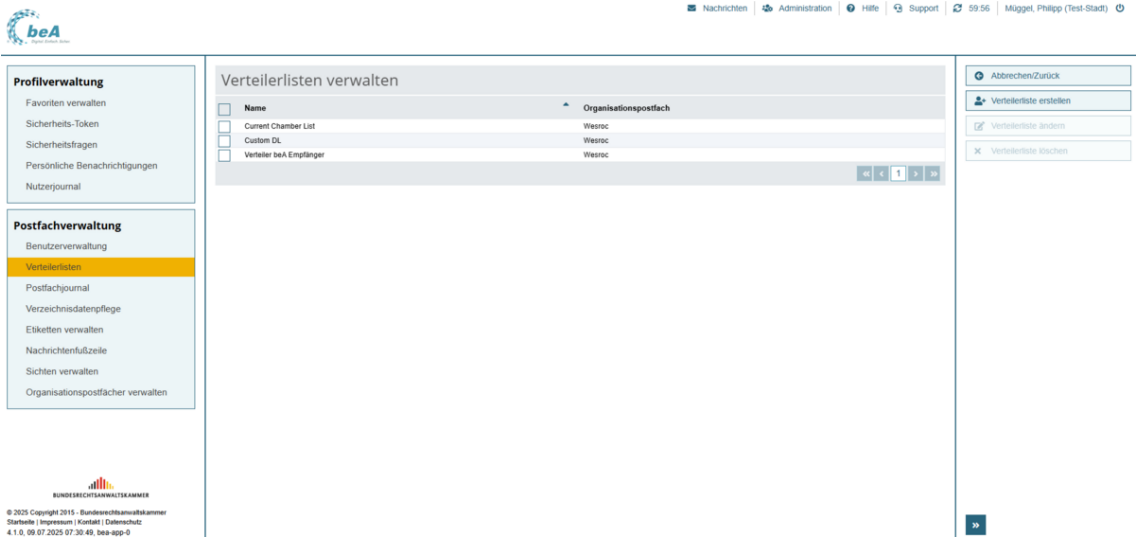 Nachrichten | Administration | Hilfe | Support | 59:56 | Müggel, Philipp (Test-Stadt)
beA
Digital. Einfach. Sicher.
Profilverwaltung
Favoriten verwalten
Sicherheits-Token
Sicherheitsfragen
Persönliche Benachrichtigungen
Nutzerjournal
Postfachverwaltung
Benutzerverwaltung
Verteilerlisten
Postfachjournal
Verzeichnisdatenpflege
Etiketten verwalten
Nachrichtenfußzeile
Sichten verwalten
Organisationspostfächer verwalten
BUNDESRECHTSANWALTSKAMMER
© 2025 Copyright 2015 - Bundesrechtsanwaltskammer
Startseite | Impressum | Kontakt | Datenschutz
4.1.0, 09.07.2025 07:30:49, bea-app-0
Verteilerlisten verwalten
Name Organisationspostfach
Current Chamber List Wesroc
Custom DL Wesroc
Verteiler beA Empfänger Wesroc
« ‹ 1 › »
Abbrechen/Zurück
Verteilerliste erstellen
Verteilerliste ändern
Verteilerliste löschen
»